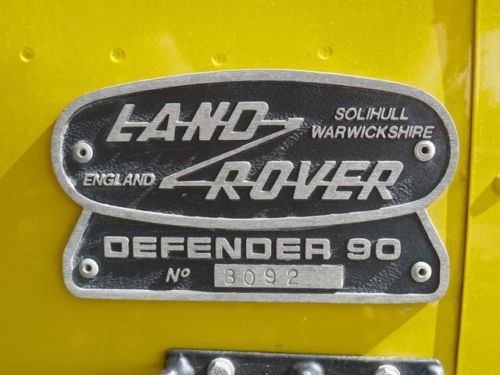 LAND
SOLIHULL
WARWICKSHIRE
ENGLAND
ROVER
DEFENDER 90
Nº 3092